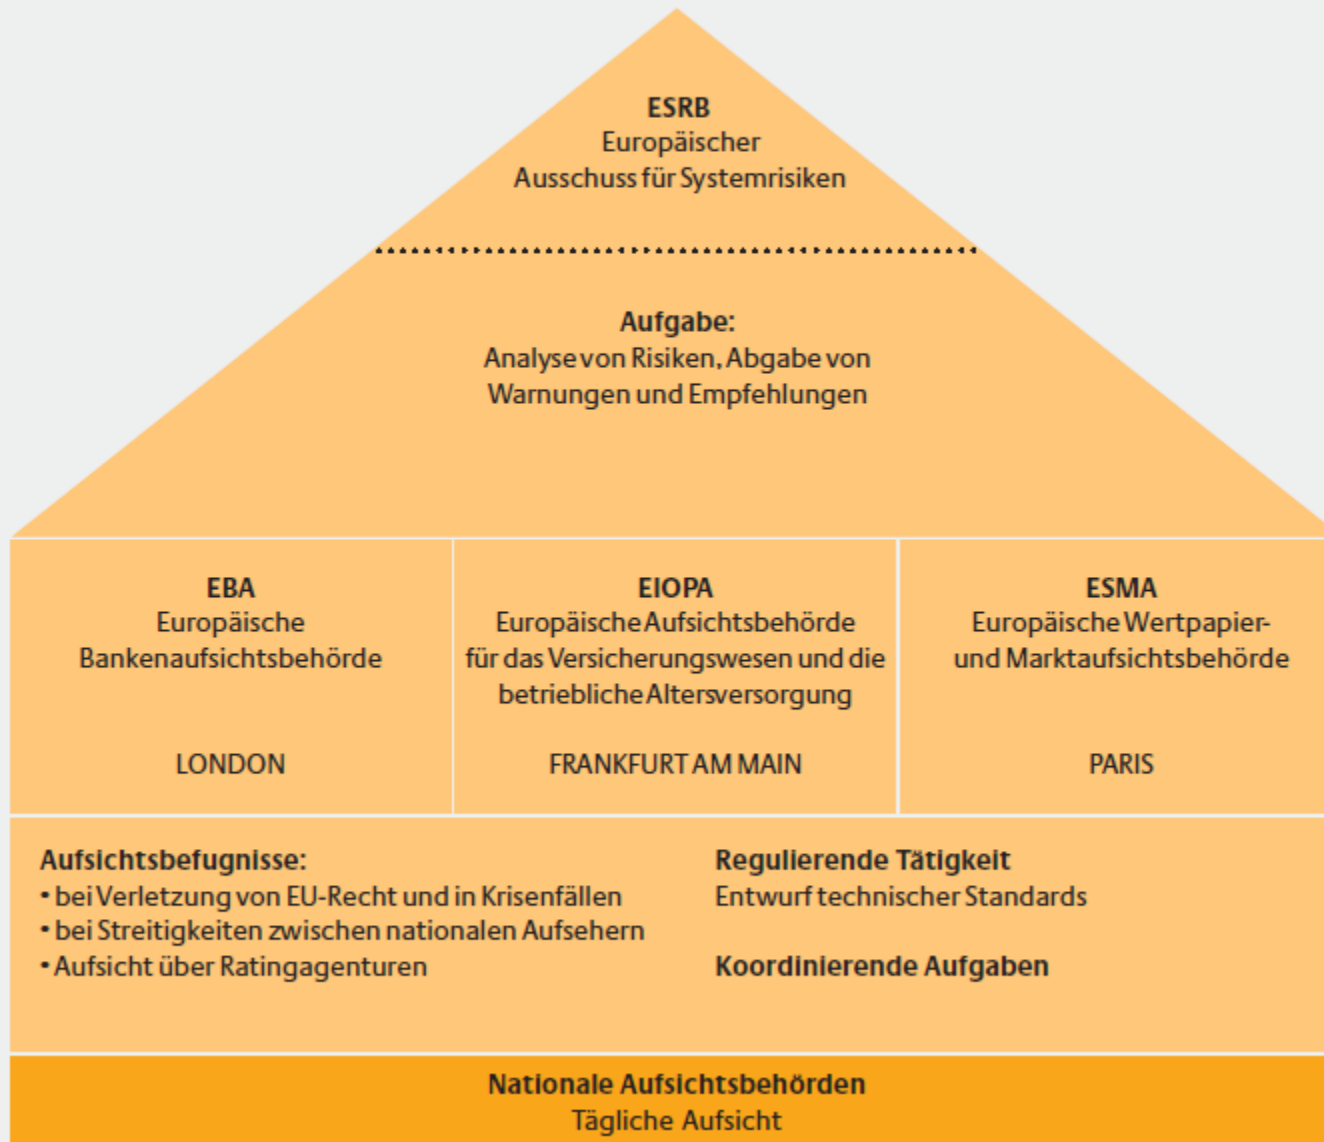 ESRB
Europäischer
Ausschuss für Systemrisiken
Aufgabe:
Analyse von Risiken, Abgabe von
Warnungen und Empfehlungen
EBA
Europäische
Bankenaufsichtsbehörde
LONDON
EIOPA
Europäische Aufsichtsbehörde
für das Versicherungswesen und die
betriebliche Altersversorgung
FRANKFURT AM MAIN
ESMA
Europäische Wertpapier-
und Marktaufsichtsbehörde
PARIS
Aufsichtsbefugnisse:
• bei Verletzung von EU-Recht und in Krisenfällen
• bei Streitigkeiten zwischen nationalen Aufsehern
• Aufsicht über Ratingagenturen
Regulierende Tätigkeit
Entwurf technischer Standards
Koordinierende Aufgaben
Nationale Aufsichtsbehörden
Tägliche Aufsicht